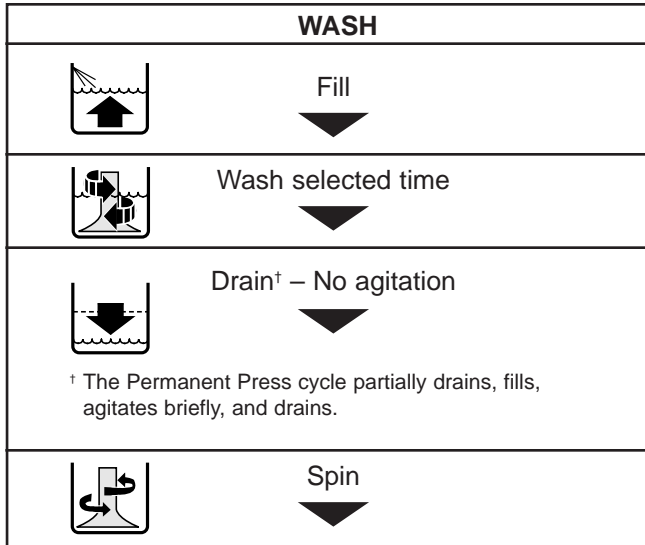 WASH
Fill
Wash selected time
Drain† – No agitation
† The Permanent Press cycle partially drains, fills,
agitates briefly, and drains.
Spin